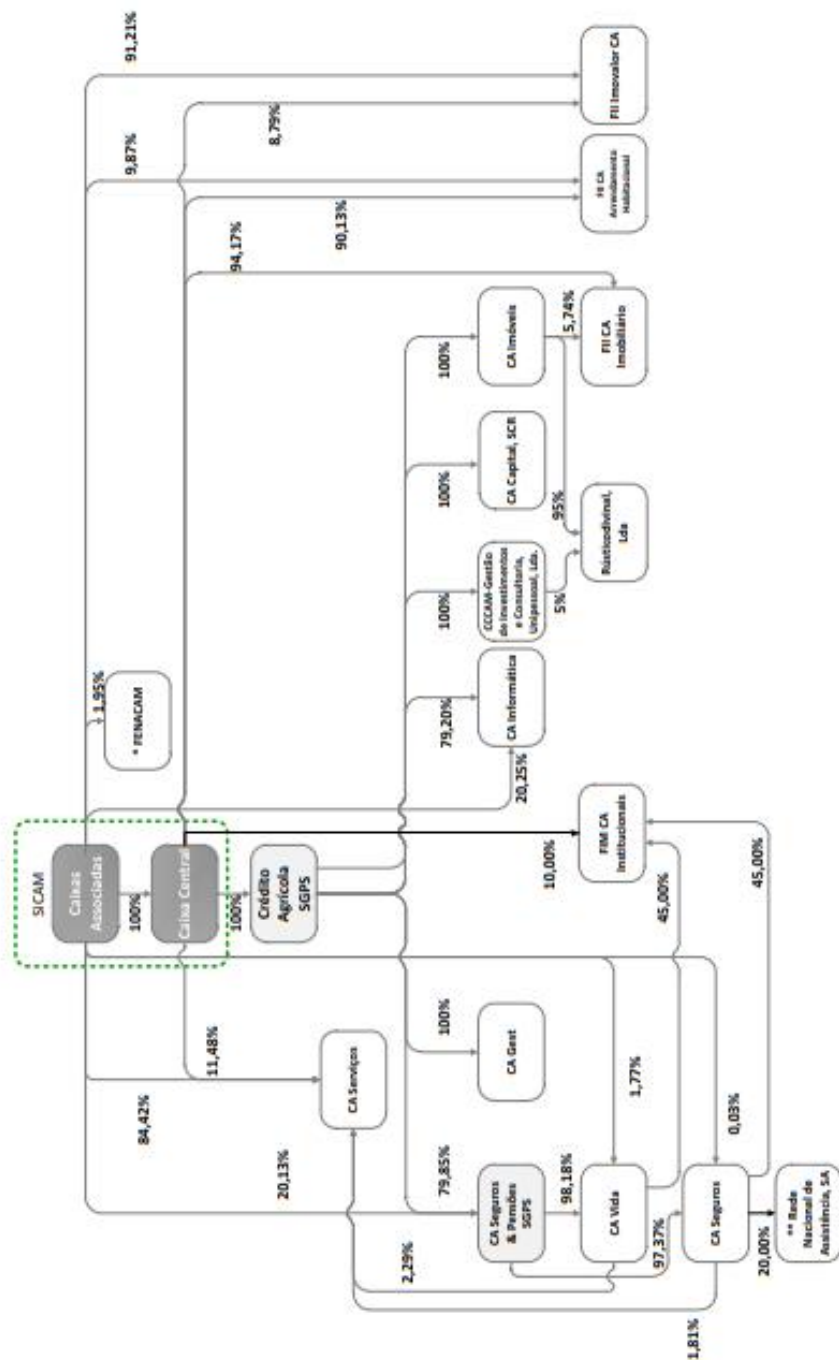 SICAM
Caixas
Associadas
100%
Caixa Central
100%
Crédito
Agrícola
SGPS
1,95%
* FENACAM
91,21%
9,87%
8,79%
94,17%
90,13%
84,42%
11,48%
20,13%
CA Serviços
2,29%
1,81%
79,85%
100%
79,20%
20,25%
100%
100%
100%
CA Seguros
& Pensões
SGPS
CA Gest
CA Informática
CCCAM-Gestão
de Investimentos
e Consultoria,
Unipessoal, Lda.
CA Capital, SCR
CA Imóveis
98,18%
97,37%
1,77%
10,00%
45,00%
5%
95%
5,74%
CA Vida
FIM CA
Institucionais
Rústicodivinal,
Lda
FII CA
Imobiliário
FII CA
Arrendamento
Habitacional
FII Imovalor CA
0,03%
45,00%
CA Seguros
20,00%
** Rede
Nacional de
Assistência, SA